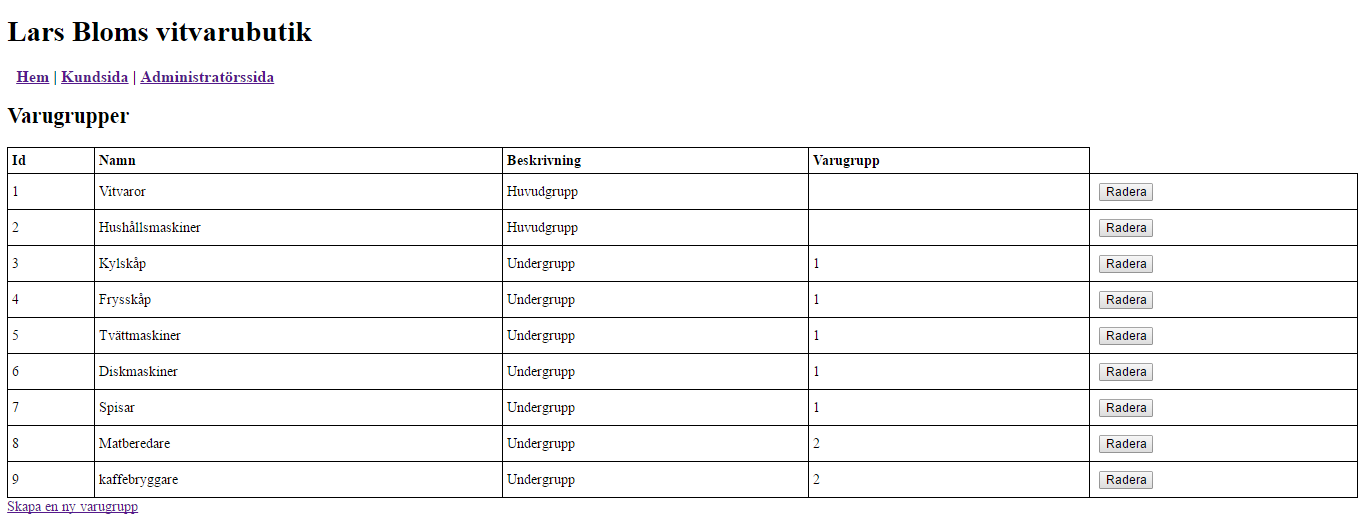 Lars Bloms vitvarubutik
Hem | Kundsida | Administratörssida
Varugrupper
Id Namn Beskrivning Varugrupp
1 Vitvaror Huvudgrupp Radera
2 Hushållsmaskiner Huvudgrupp Radera
3 Kylskåp Undergrupp 1 Radera
4 Frysskåp Undergrupp 1 Radera
5 Tvättmaskiner Undergrupp 1 Radera
6 Diskmaskiner Undergrupp 1 Radera
7 Spisar Undergrupp 1 Radera
8 Matberedare Undergrupp 2 Radera
9 kaffebryggare Undergrupp 2 Radera
Skapa en ny varugrupp